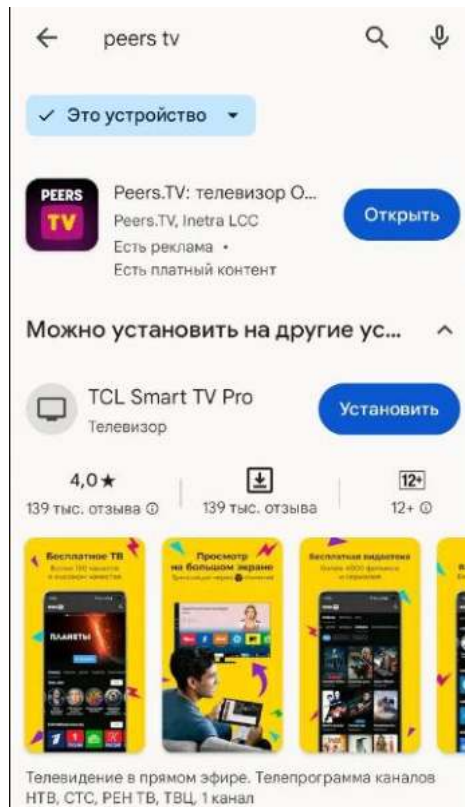 peers tv
Это устройство
PEERS
TV
Peers.TV: телевизор О...
Peers.TV, Inetra LCC
Есть реклама •
Есть платный контент
Открыть
Можно установить на другие ус...
TCL Smart TV Pro
Телевизор
Установить
4,0★
139 тыс. отзыва
139 тыс. отзыва
12+
12+
Бесплатное ТВ
Просмотр
на большом экране
Бесплатная видеотека
ПЛАНЕТЫ
Телевидение в прямом эфире. Телепрограмма каналов
НТВ, СТС, РЕН ТВ, ТВЦ, 1 канал